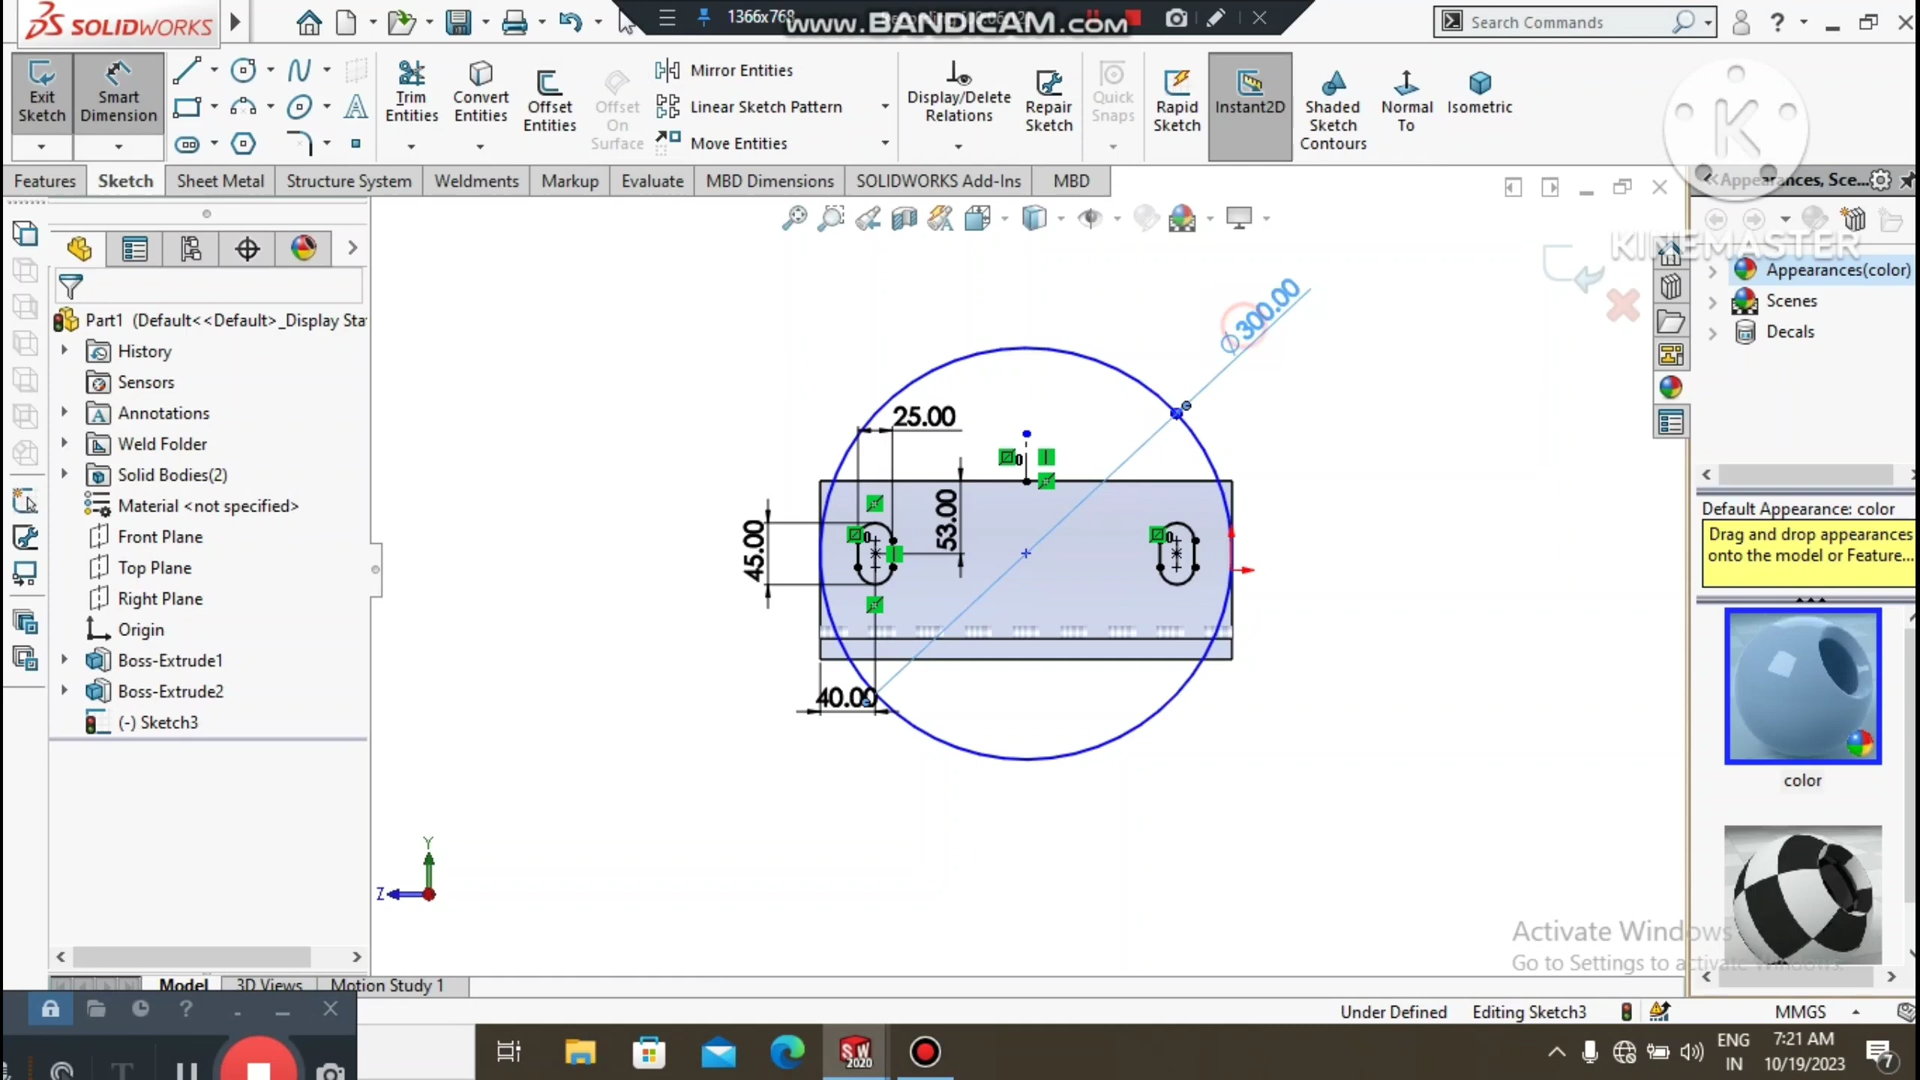 SOLIDWORKS
1366x768
www.BANDICAM.com
Search Commands
Exit Sketch
Smart Dimension
Trim Entities
Convert Entities
Offset Entities
Offset On Surface
Mirror Entities
Linear Sketch Pattern
Move Entities
Display/Delete Relations
Repair Sketch
Quick Snaps
Rapid Sketch
Instant2D
Shaded Sketch Contours
Normal To
Isometric
K
KINEMASTER
Features
Sketch
Sheet Metal
Structure System
Weldments
Markup
Evaluate
MBD Dimensions
SOLIDWORKS Add-Ins
MBD
Appearances, Sce...
Appearances(color)
Scenes
Decals
Part1 (Default<<Default>_Display Sta
History
Sensors
Annotations
Weld Folder
Solid Bodies(2)
Material <not specified>
Front Plane
Top Plane
Right Plane
Origin
Boss-Extrude1
Boss-Extrude2
(-) Sketch3
⌀300.00
25.00
53.00
45.00
40.00
Y
Z
Default Appearance: color
Drag and drop appearances
onto the model or Feature...
color
Activate Windows
Go to Settings to activate Windows.
Model
3D Views
Motion Study 1
Under Defined
Editing Sketch3
MMGS
SW
2020
ENG
IN
7:21 AM
10/19/2023
7